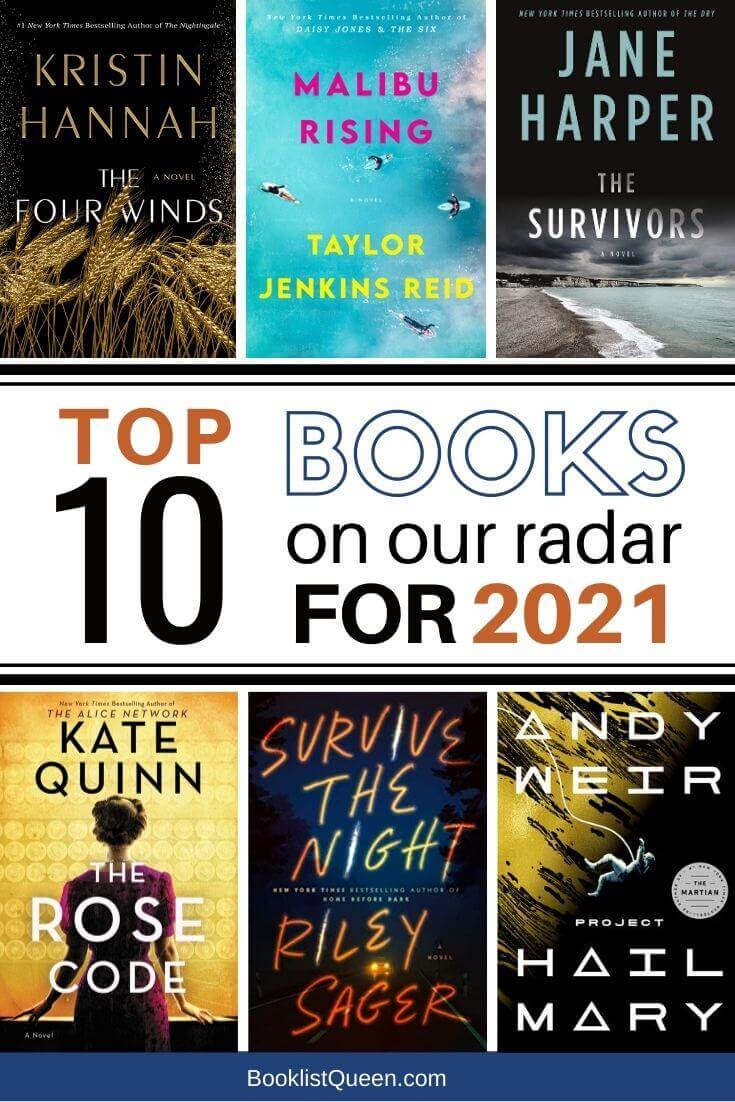 #1 New York Times Bestselling Author of The Nightingale
KRISTIN
HANNAH
THE
A NOVEL
FOUR WINDS
New York Times Bestselling Author of
DAISY JONES & THE SIX
MALIBU
RISING
A NOVEL
TAYLOR
JENKINS REID
NEW YORK TIMES BESTSELLING AUTHOR OF THE DRY
JANE
HARPER
THE
SURVIVORS
A NOVEL
TOP
10
BOOKS
on our radar
FOR 2021
New York Times Bestselling Author of
THE ALICE NETWORK
KATE
QUINN
THE
ROSE
CODE
A Novel
SURVIVE
THE
NIGHT
NEW YORK TIMES BESTSELLING AUTHOR OF
HOME BEFORE DARK
A
NOVEL
RILEY
SAGER
ANDY
WEIR
THE
MARTIAN
PROJECT
HAIL
MARY
BooklistQueen.com